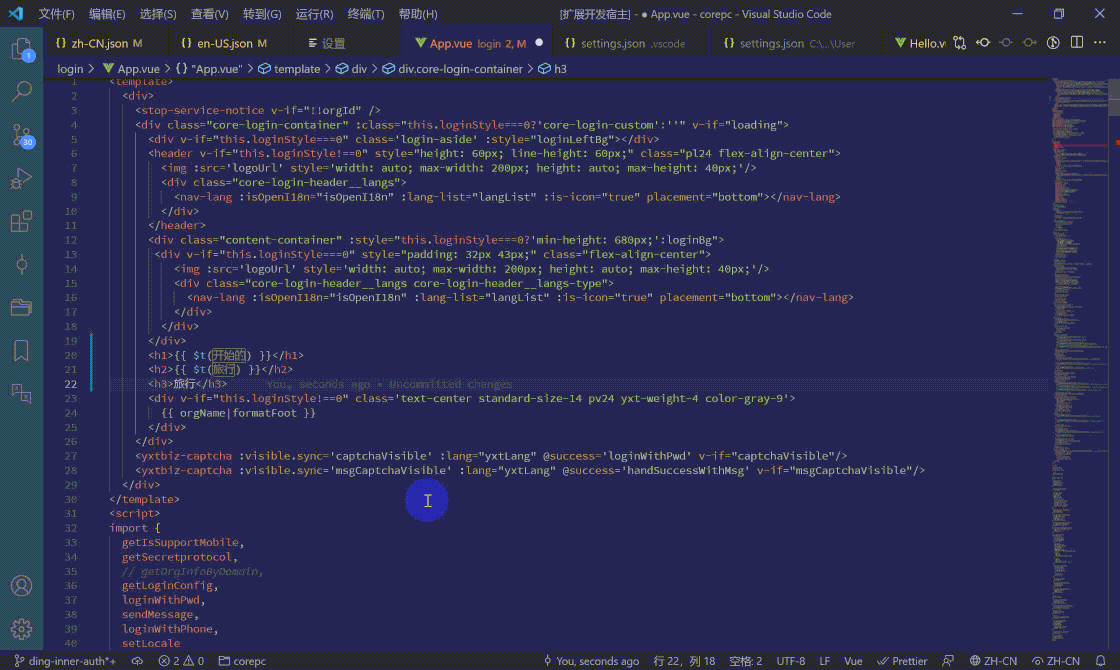 文件(F) 编辑(E) 选择(S) 查看(V) 转到(G) 运行(R) 终端(T) 帮助(H) [扩展开发宿主] - ● App.vue - corepc - Visual Studio Code
{} zh-CN.json M {} en-US.json M 设置 App.vue login 2, M ● {} settings.json .vscode {} settings.json C:\...\User Hello.v
login > App.vue > {} "App.vue" > template > div > div.core-login-container > h3
1 <template>
2 <div>
3 <stop-service-notice v-if="!!orgId" />
4 <div class="core-login-container" :class="this.loginStyle===0?'core-login-custom':''" v-if="loading">
5 <div v-if="this.loginStyle===0" class='login-aside' :style="loginLeftBg"></div>
6 <header v-if="this.loginStyle!==0" style="height: 60px; line-height: 60px;" class="pl24 flex-align-center">
7 <img :src='logoUrl' style='width: auto; max-width: 200px; height: auto; max-height: 40px;'/>
8 <div class="core-login-header__langs">
9 <nav-lang :isOpenI18n="isOpenI18n" :lang-list="langList" :is-icon="true" placement="bottom"></nav-lang>
10 </div>
11 </header>
12 <div class="content-container" :style="this.loginStyle===0?'min-height: 680px;':loginBg">
13 <div v-if="this.loginStyle===0" style="padding: 32px 43px;" class="flex-align-center">
14 <img :src='logoUrl' style='width: auto; max-width: 200px; height: auto; max-height: 40px;'/>
15 <div class="core-login-header__langs core-login-header__langs-type">
16 <nav-lang :isOpenI18n="isOpenI18n" :lang-list="langList" :is-icon="true" placement="bottom"></nav-lang>
17 </div>
18 </div>
19 </div>
20 <h1>{{ $t(开始的) }}</h1>
21 <h2>{{ $t(旅行) }}</h2>
22 <h3>旅行</h3> You, seconds ago • Uncommitted changes
23 <div v-if="this.loginStyle!==0" class='text-center standard-size-14 pv24 yxt-weight-4 color-gray-9'>
24 {{ orgName|formatFoot }}
25 </div>
26 </div>
27 <yxtbiz-captcha :visible.sync='captchaVisible' :lang="yxtLang" @success='loginWithPwd' v-if="captchaVisible"/>
28 <yxtbiz-captcha :visible.sync='msgCaptchaVisible' :lang="yxtLang" @success='handSuccessWithMsg' v-if="msgCaptchaVisible"/>
29 </div>
30 </template>
31 <script>
32 import {
33 getIsSupportMobile,
34 getSecretprotocol,
35 // getOrgInfoByDomain,
36 getLoginConfig,
37 loginWithPwd,
38 sendMessage,
39 loginWithPhone,
40 setLocale
1
30
ding-inner-auth*+ 2 0 corepc You, seconds ago 行 22，列 18 空格: 2 UTF-8 LF Vue Prettier ZH-CN ZH-CN